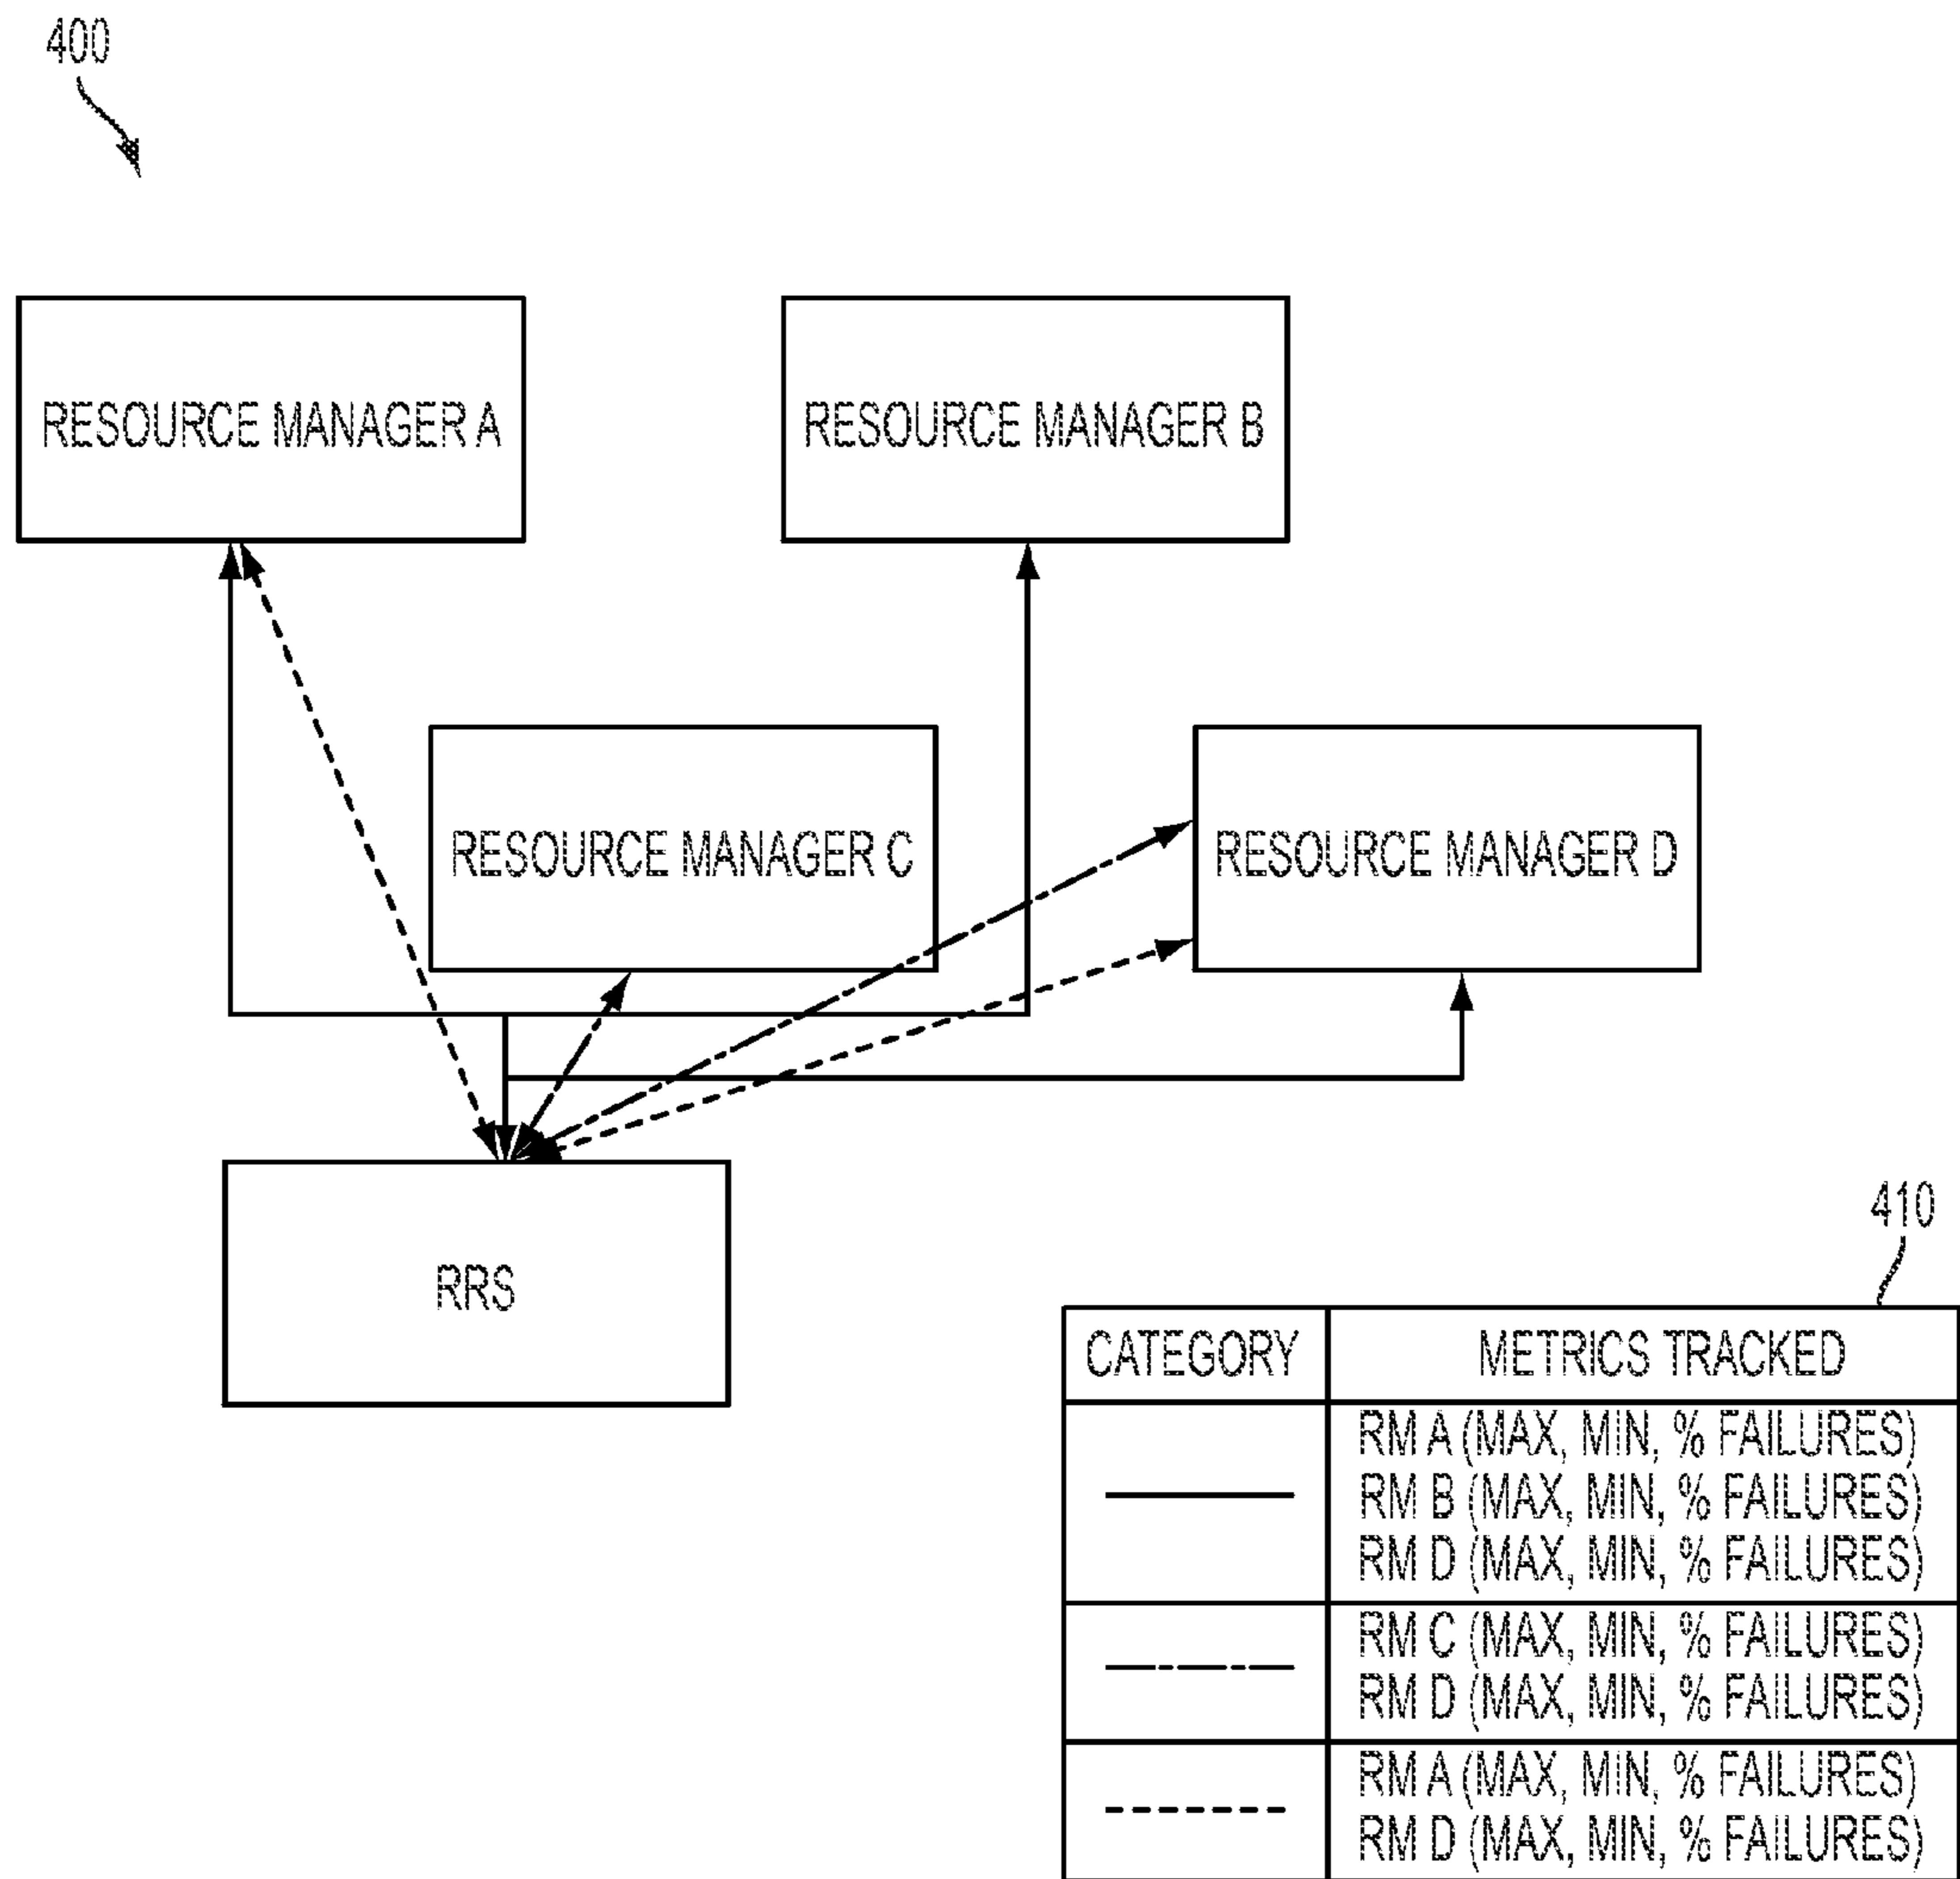 400
RESOURCE MANAGER A
RESOURCE MANAGER B
RESOURCE MANAGER C
RESOURCE MANAGER D
RRS
410
CATEGORY
METRICS TRACKED
RM A (MAX, MIN, % FAILURES)
RM B (MAX, MIN, % FAILURES)
RM D (MAX, MIN, % FAILURES)
RM C (MAX, MIN, % FAILURES)
RM D (MAX, MIN, % FAILURES)
RM A (MAX, MIN, % FAILURES)
RM D (MAX, MIN, % FAILURES)